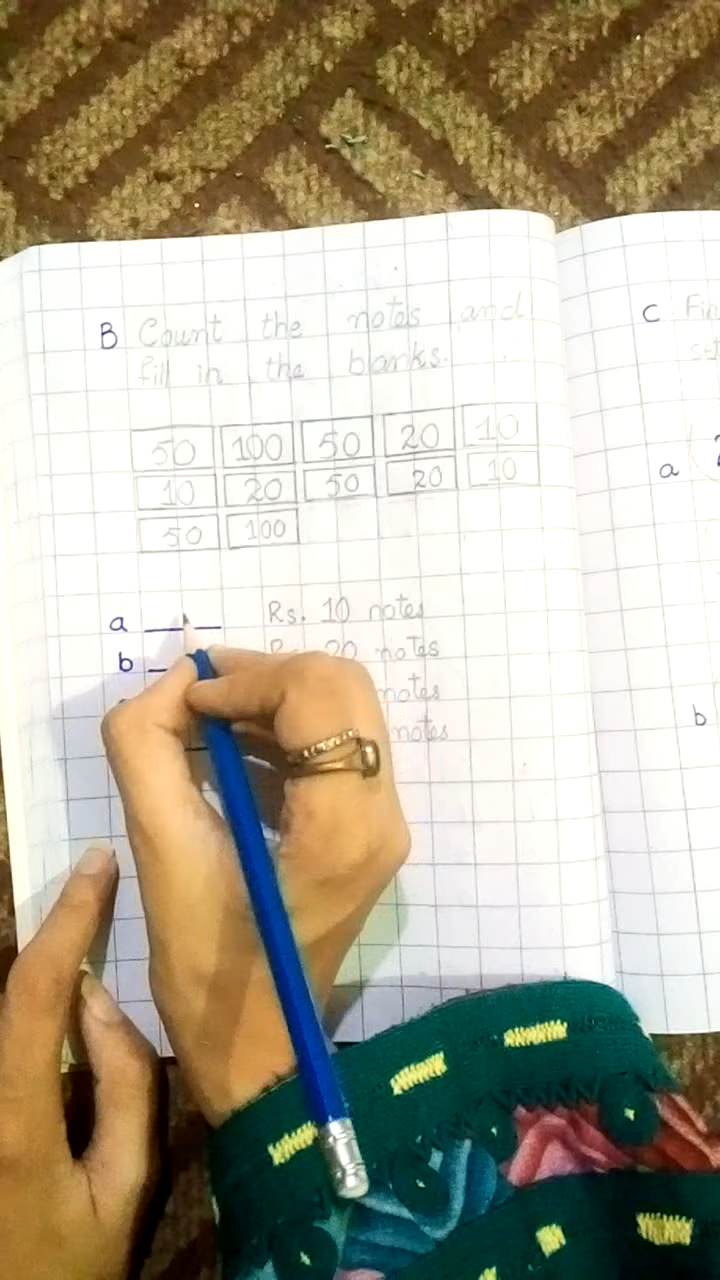 B Count the notes and
fill in the blanks.
50 100 50 20 10
10 20 50 20 10
50 100
a ___ Rs. 10 notes
b 20 notes
notes
notes
C
a
b